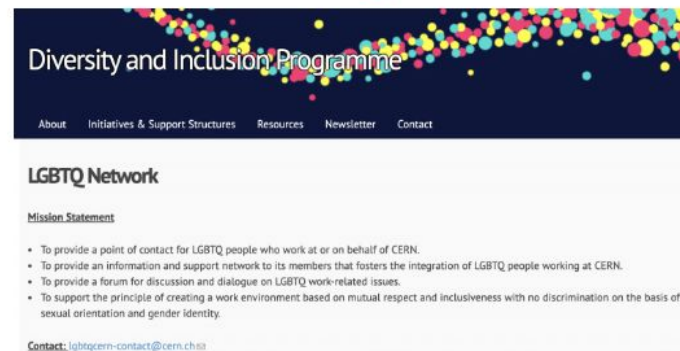 Diversity and Inclusion Programme
About Initiatives & Support Structures Resources Newsletter Contact
LGBTQ Network
Mission Statement
• To provide a point of contact for LGBTQ people who work at or on behalf of CERN.
• To provide an information and support network to its members that fosters the integration of LGBTQ people working at CERN.
• To provide a forum for discussion and dialogue on LGBTQ work-related issues.
• To support the principle of creating a work environment based on mutual respect and inclusiveness with no discrimination on the basis of
sexual orientation and gender identity.
Contact: lgbtqcern-contact@cern.ch